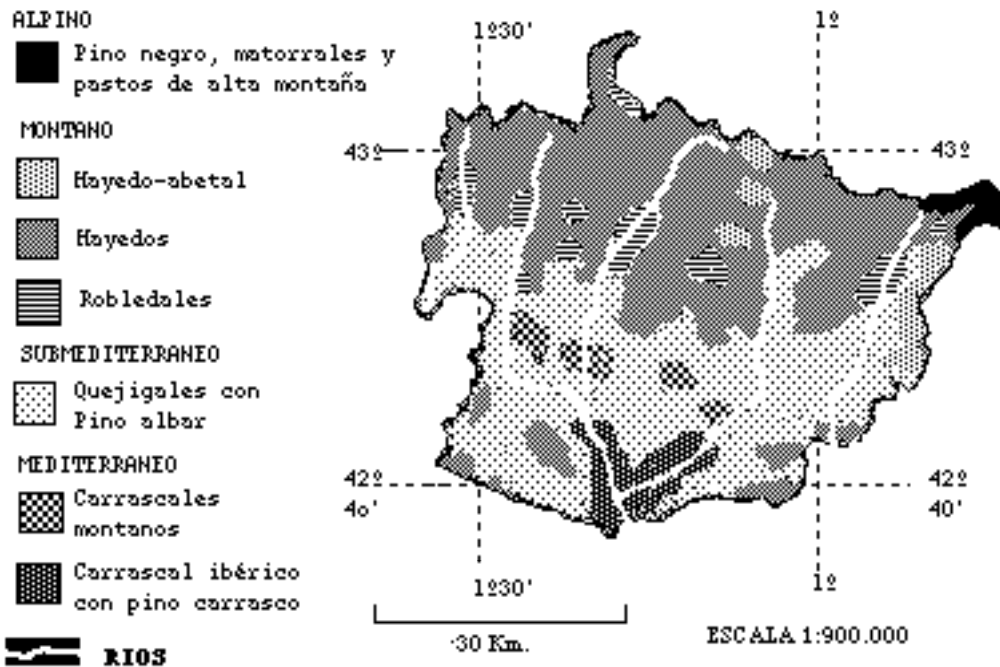 ALPINO
Pino negro, matorrales y
pastos de alta montaña
MONTANO
Hayedo-abetal
Hayedos
Robledales
SUBMEDITERRANEO
Quejigales con
Pino albar
MEDITERRANEO
Carrascales
montanos
Carrascal ibérico
con pino carrasco
RIOS
1º30'
1º
43º
43º
42º
4o'
42º
40'
1º30'
1º
30 Km.
ESCALA 1:900.000